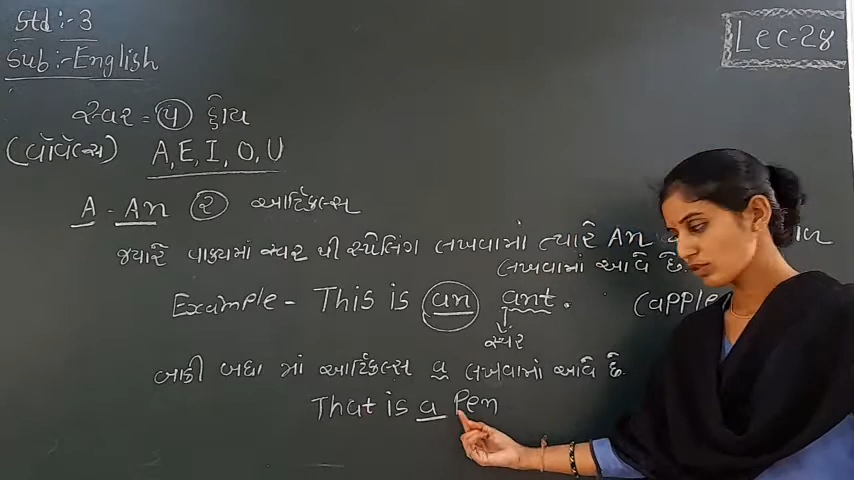 Std :- 3
Sub :- English
Lec-28
સ્વર = ૫ હોય
(વૉવેલ્સ) A, E, I, O, U
A - An ૨ આર્ટિકલ્સ
જ્યારે વાક્યમાં સ્વર થી સ્પેલિંગ લખવામાં ત્યારે An
લખવામાં આવે છે.
Example - This is an ant. (apple
સ્વર
બાકી બધા માં આર્ટિકલ્સ a લખવામાં આવે છે.
That is a Pen